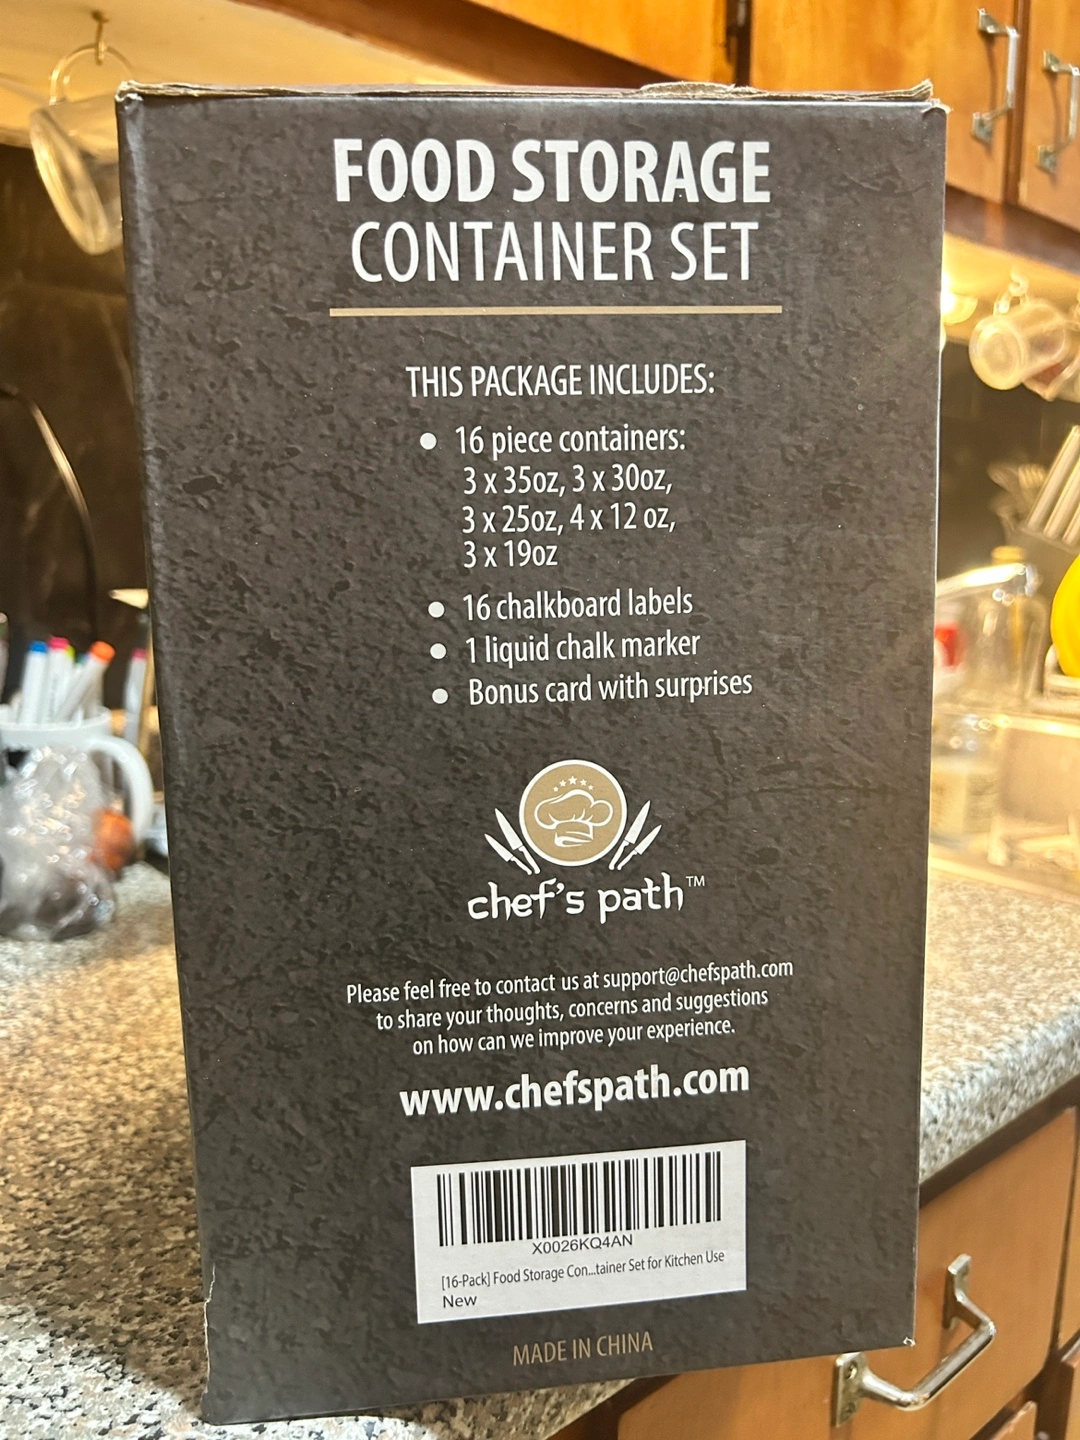 FOOD STORAGE
CONTAINER SET
THIS PACKAGE INCLUDES:
• 16 piece containers:
3 x 35oz, 3 x 30oz,
3 x 25oz, 4 x 12 oz,
3 x 19oz
• 16 chalkboard labels
• 1 liquid chalk marker
• Bonus card with surprises
chef's path™
Please feel free to contact us at support@chefspath.com
to share your thoughts, concerns and suggestions
on how can we improve your experience.
www.chefspath.com
X0026KQ4AN
[16-Pack] Food Storage Con...tainer Set for Kitchen Use
New
MADE IN CHINA